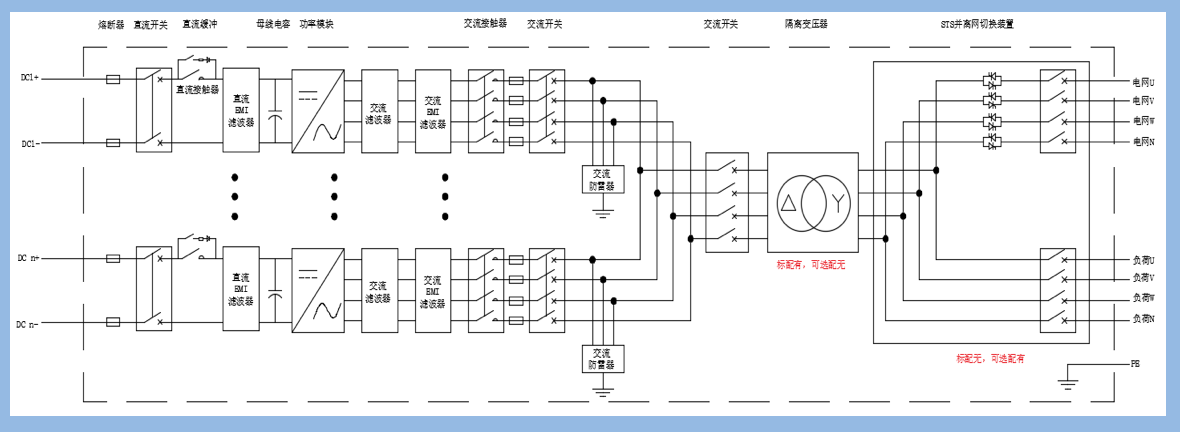 熔断器 直流开关 直流缓冲 母线电容 功率模块 交流接触器 交流开关 交流开关 隔离变压器 STS并离网切换装置
DC1+
直流接触器
直流
EMI
滤波器
交流
滤波器
交流
EMI
滤波器
电网U
电网V
电网W
电网N
DC1-
交流
防雷器
标配有，可选配无
DC n+
直流
EMI
滤波器
交流
滤波器
交流
EMI
滤波器
负荷U
负荷V
负荷W
负荷N
DC n-
交流
防雷器
标配无，可选配有
PE